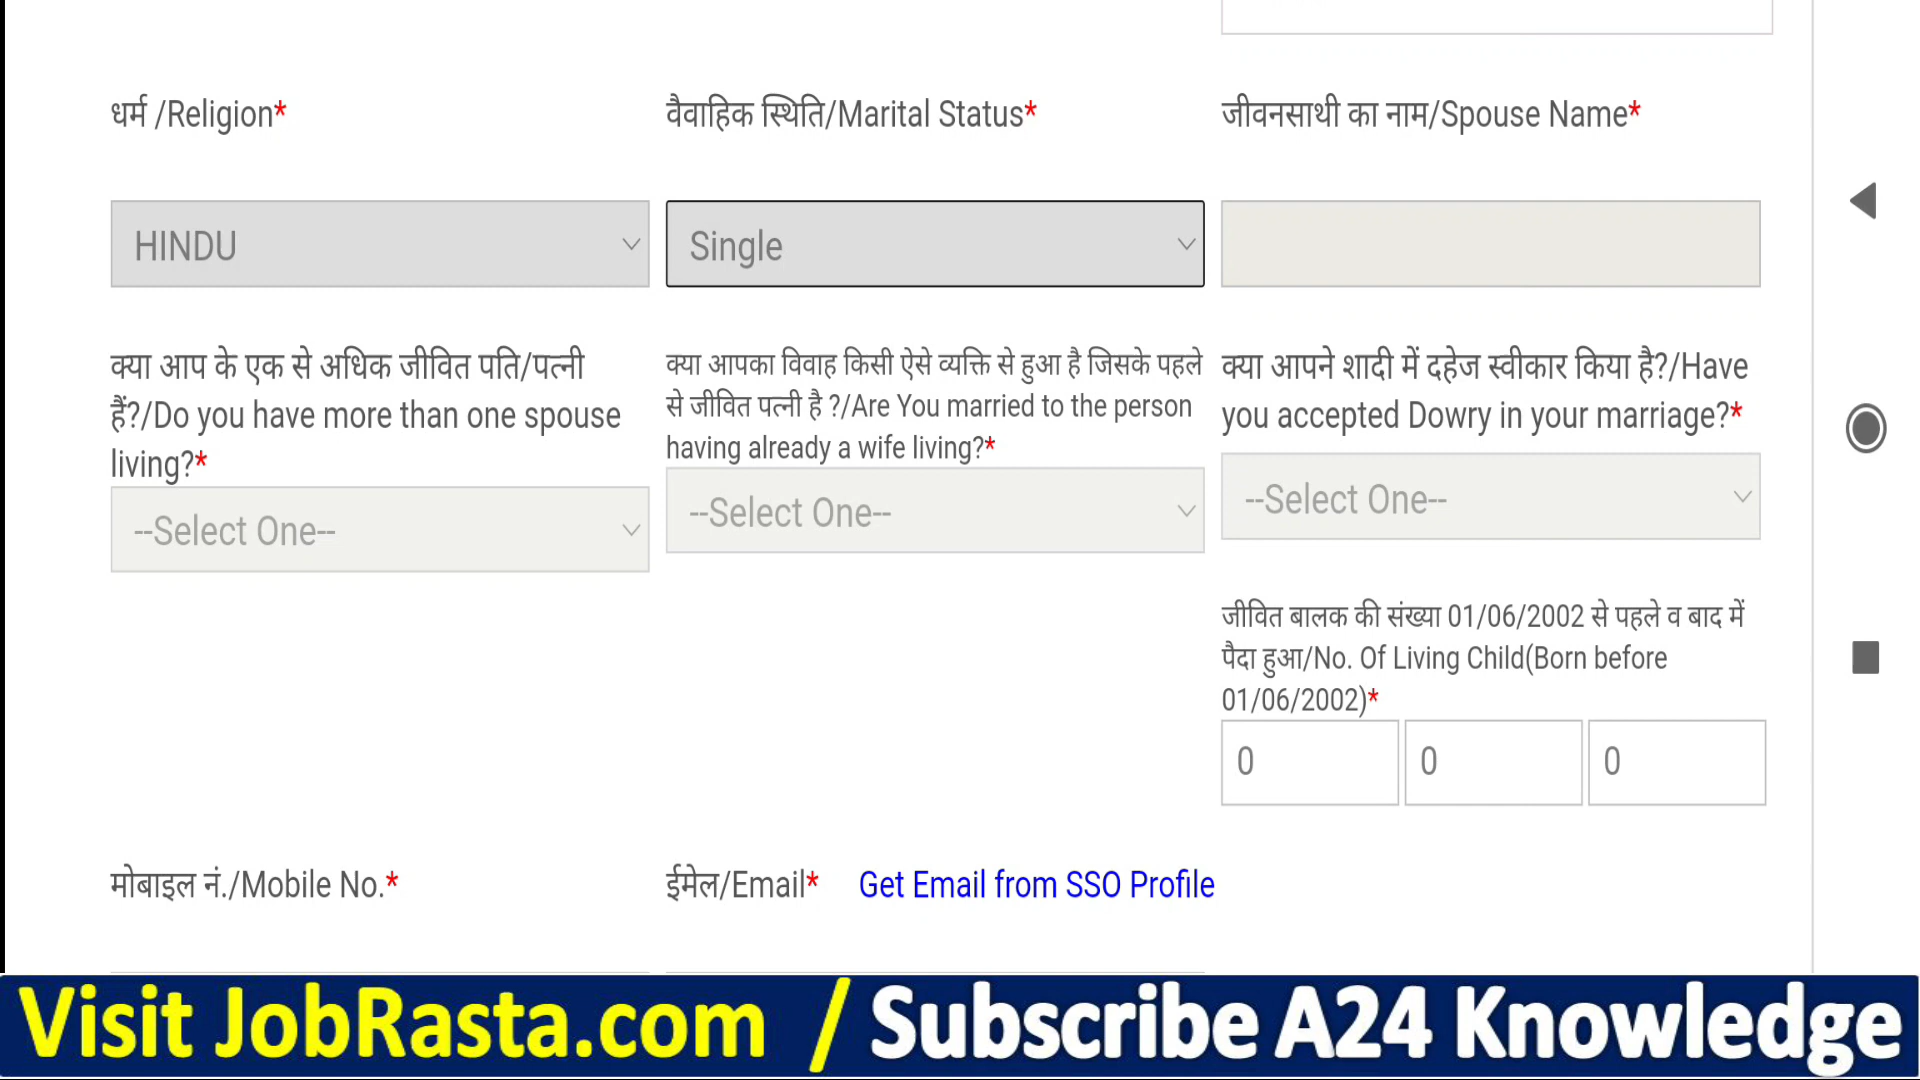 धर्म /Religion*
वैवाहिक स्थिति/Marital Status*
जीवनसाथी का नाम/Spouse Name*
HINDU
Single
क्या आप के एक से अधिक जीवित पति/पत्नी
हैं?/Do you have more than one spouse
living?*
--Select One--
क्या आपका विवाह किसी ऐसे व्यक्ति से हुआ है जिसके पहले
से जीवित पत्नी है ?/Are You married to the person
having already a wife living?*
--Select One--
क्या आपने शादी में दहेज स्वीकार किया है?/Have
you accepted Dowry in your marriage?*
--Select One--
जीवित बालक की संख्या 01/06/2002 से पहले व बाद में
पैदा हुआ/No. Of Living Child(Born before
01/06/2002)*
0 0 0
मोबाइल नं./Mobile No.*
ईमेल/Email* Get Email from SSO Profile
Visit JobRasta.com / Subscribe A24 Knowledge